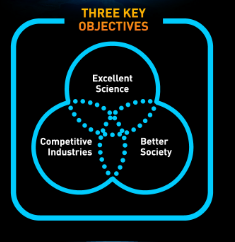 THREE KEY
OBJECTIVES
Excellent
Science
Competitive
Industries
Better
Society